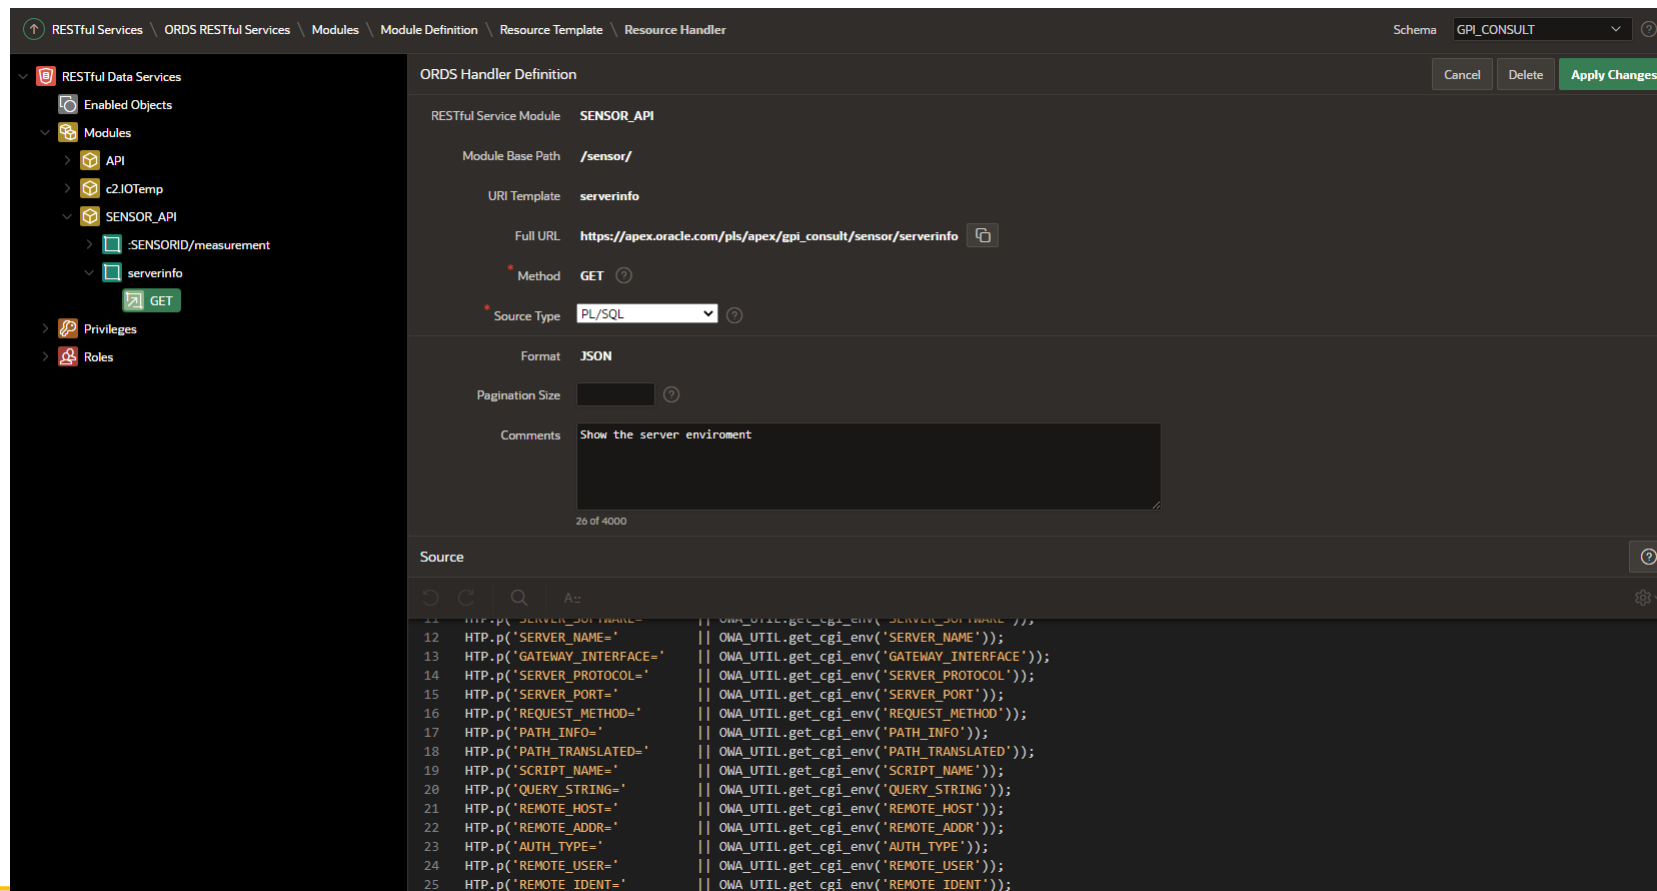 RESTful Services \ ORDS RESTful Services \ Modules \ Module Definition \ Resource Template \ Resource Handler
Schema GPI_CONSULT
RESTful Data Services
Enabled Objects
Modules
API
c2.IOTemp
SENSOR_API
:SENSORID/measurement
serverinfo
GET
Privileges
Roles
ORDS Handler Definition
Cancel Delete Apply Changes
RESTful Service Module SENSOR_API
Module Base Path /sensor/
URI Template serverinfo
Full URL https://apex.oracle.com/pls/apex/gpi_consult/sensor/serverinfo
* Method GET ?
* Source Type PL/SQL ?
Format JSON
Pagination Size ?
Comments Show the server enviroment
26 of 4000
Source
11 HTP.p('SERVER_SOFTWARE=' || OWA_UTIL.get_cgi_env('SERVER_SOFTWARE'));
12 HTP.p('SERVER_NAME=' || OWA_UTIL.get_cgi_env('SERVER_NAME'));
13 HTP.p('GATEWAY_INTERFACE=' || OWA_UTIL.get_cgi_env('GATEWAY_INTERFACE'));
14 HTP.p('SERVER_PROTOCOL=' || OWA_UTIL.get_cgi_env('SERVER_PROTOCOL'));
15 HTP.p('SERVER_PORT=' || OWA_UTIL.get_cgi_env('SERVER_PORT'));
16 HTP.p('REQUEST_METHOD=' || OWA_UTIL.get_cgi_env('REQUEST_METHOD'));
17 HTP.p('PATH_INFO=' || OWA_UTIL.get_cgi_env('PATH_INFO'));
18 HTP.p('PATH_TRANSLATED=' || OWA_UTIL.get_cgi_env('PATH_TRANSLATED'));
19 HTP.p('SCRIPT_NAME=' || OWA_UTIL.get_cgi_env('SCRIPT_NAME'));
20 HTP.p('QUERY_STRING=' || OWA_UTIL.get_cgi_env('QUERY_STRING'));
21 HTP.p('REMOTE_HOST=' || OWA_UTIL.get_cgi_env('REMOTE_HOST'));
22 HTP.p('REMOTE_ADDR=' || OWA_UTIL.get_cgi_env('REMOTE_ADDR'));
23 HTP.p('AUTH_TYPE=' || OWA_UTIL.get_cgi_env('AUTH_TYPE'));
24 HTP.p('REMOTE_USER=' || OWA_UTIL.get_cgi_env('REMOTE_USER'));
25 HTP.p('REMOTE_IDENT=' || OWA_UTIL.get_cgi_env('REMOTE_IDENT'));